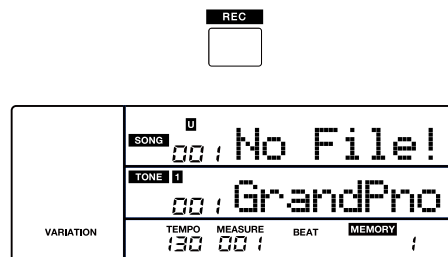 REC
U
SONG 001 No File!
TONE 1
001 GrandPno
VARIATION TEMPO MEASURE BEAT MEMORY
130 001 1